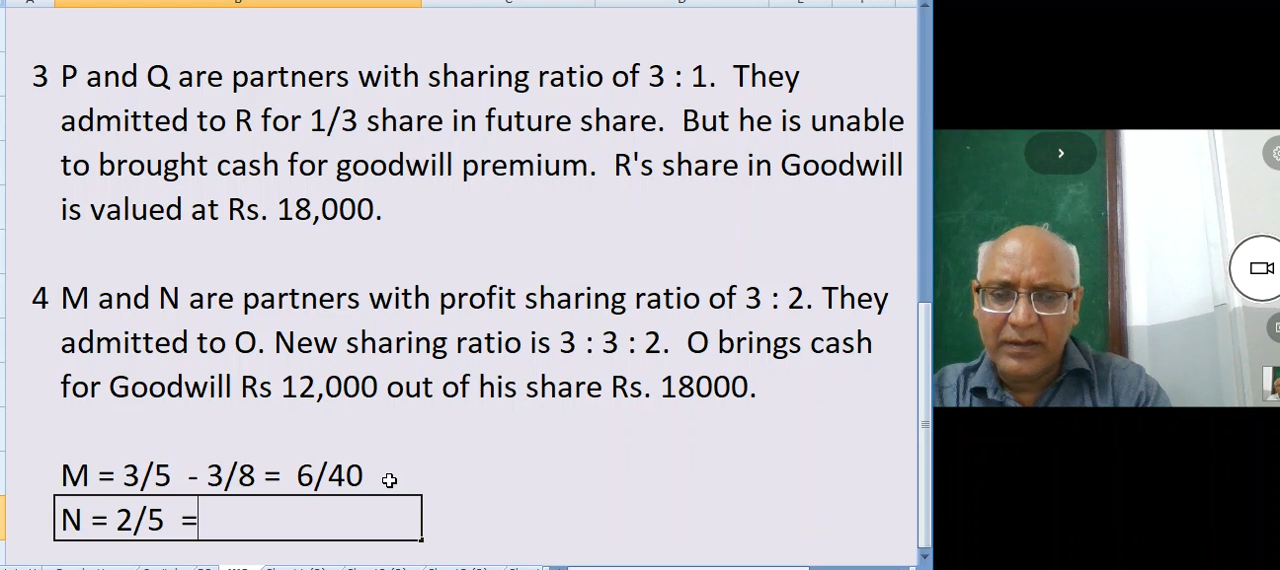 3 P and Q are partners with sharing ratio of 3 : 1. They
admitted to R for 1/3 share in future share. But he is unable
to brought cash for goodwill premium. R's share in Goodwill
is valued at Rs. 18,000.
4 M and N are partners with profit sharing ratio of 3 : 2. They
admitted to O. New sharing ratio is 3 : 3 : 2. O brings cash
for Goodwill Rs 12,000 out of his share Rs. 18000.
M = 3/5 - 3/8 = 6/40
N = 2/5 =